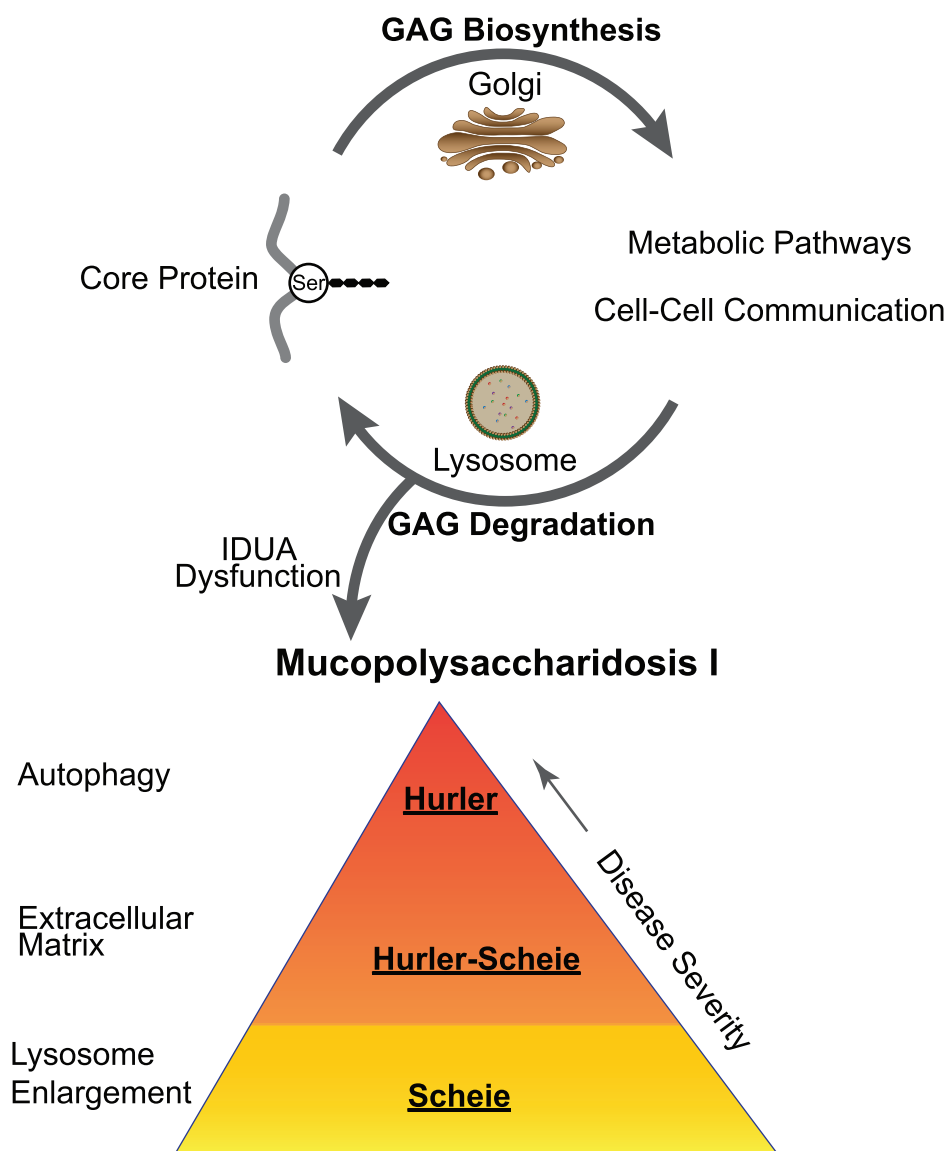 GAG Biosynthesis
Golgi
Metabolic Pathways
Core Protein
Ser
Cell-Cell Communication
Lysosome
GAG Degradation
IDUA
Dysfunction
Mucopolysaccharidosis I
Autophagy
Hurler
Disease Severity
Extracellular
Matrix
Hurler-Scheie
Lysosome
Enlargement
Scheie